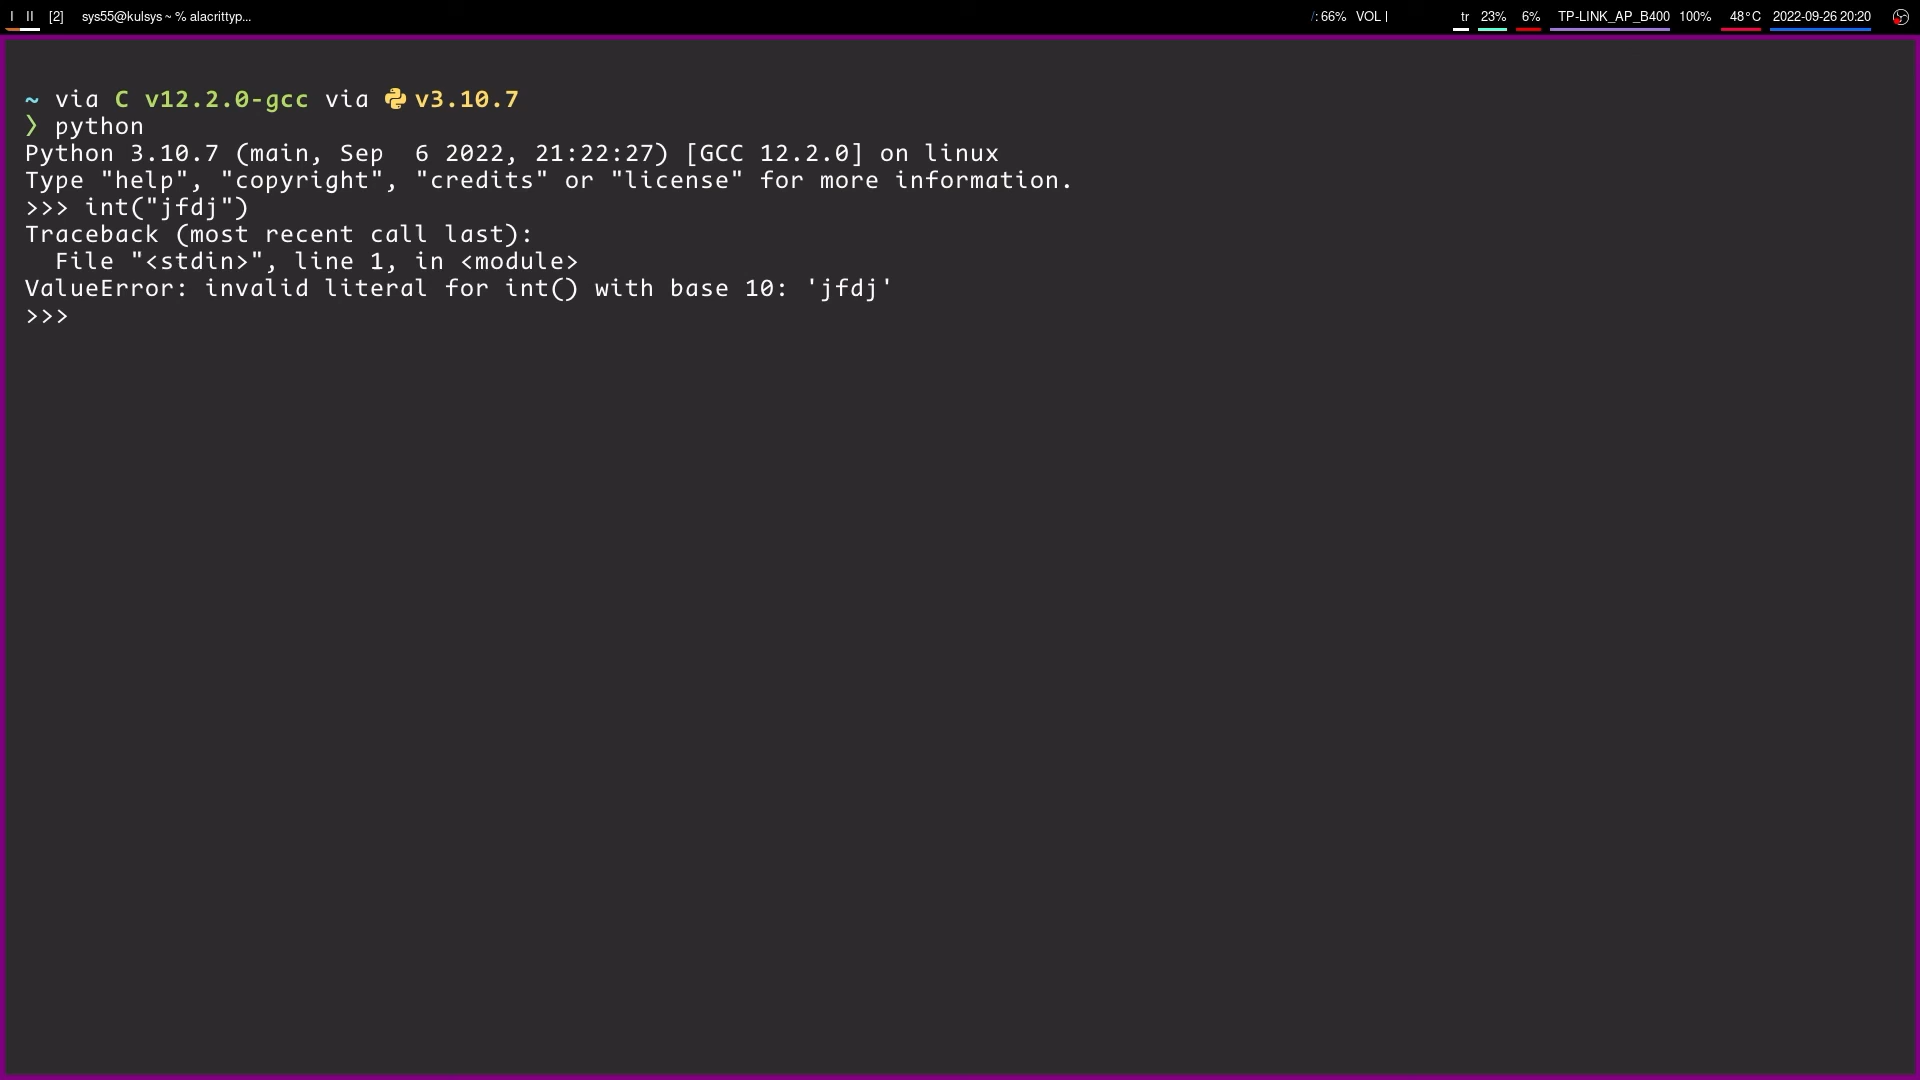 I II [2] sys55@kulsys ~ % alacrittyp... /: 66% VOL | tr 23% 6% TP-LINK_AP_B400 100% 48°C 2022-09-26 20:20
~ via C v12.2.0-gcc via v3.10.7
❯ python
Python 3.10.7 (main, Sep  6 2022, 21:22:27) [GCC 12.2.0] on linux
Type "help", "copyright", "credits" or "license" for more information.
>>> int("jfdj")
Traceback (most recent call last):
  File "<stdin>", line 1, in <module>
ValueError: invalid literal for int() with base 10: 'jfdj'
>>>